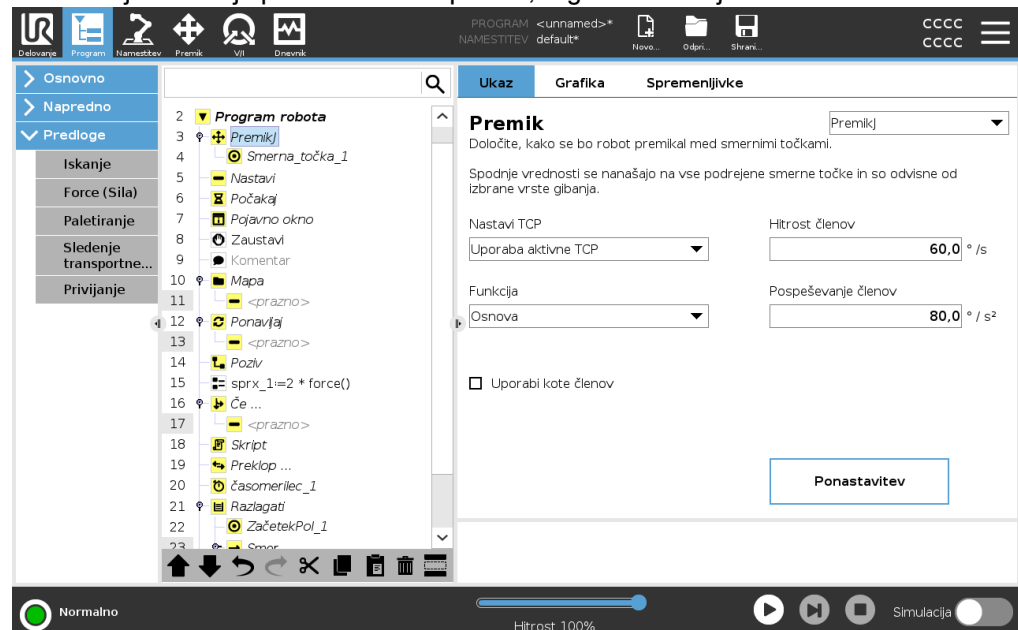 PROGRAM <unnamed>*
NAMESTITEV default*
Delovanje
Program
Namestitev
Premik
V/I
Dnevnik
Novo...
Odpri...
Shrani...
CCCC
CCCC
Osnovno
Napredno
Predloge
Iskanje
Force (Sila)
Paletiranje
Sledenje
transportne...
Privijanje
2 Program robota
3 PremikJ
4 Smerna_točka_1
5 Nastavi
6 Počakaj
7 Pojavno okno
8 Zaustavi
9 Komentar
10 Mapa
11 <prazno>
12 Ponavljaj
13 <prazno>
14 Poziv
15 sprx_1:=2 * force()
16 Če ...
17 <prazno>
18 Skript
19 Preklop ...
20 časomerilec_1
21 Razlagati
22 ZačetekPol_1
23 Smer
Ukaz
Grafika
Spremenljivke
Premik
PremikJ
Določite, kako se bo robot premikal med smernimi točkami.
Spodnje vrednosti se nanašajo na vse podrejene smerne točke in so odvisne od
izbrane vrste gibanja.
Nastavi TCP
Hitrost členov
Uporaba aktivne TCP
60,0 ° /s
Funkcija
Pospeševanje členov
Osnova
80,0 ° / s²
Uporabi kote členov
Ponastavitev
Normalno
Hitrost 100%
Simulacija